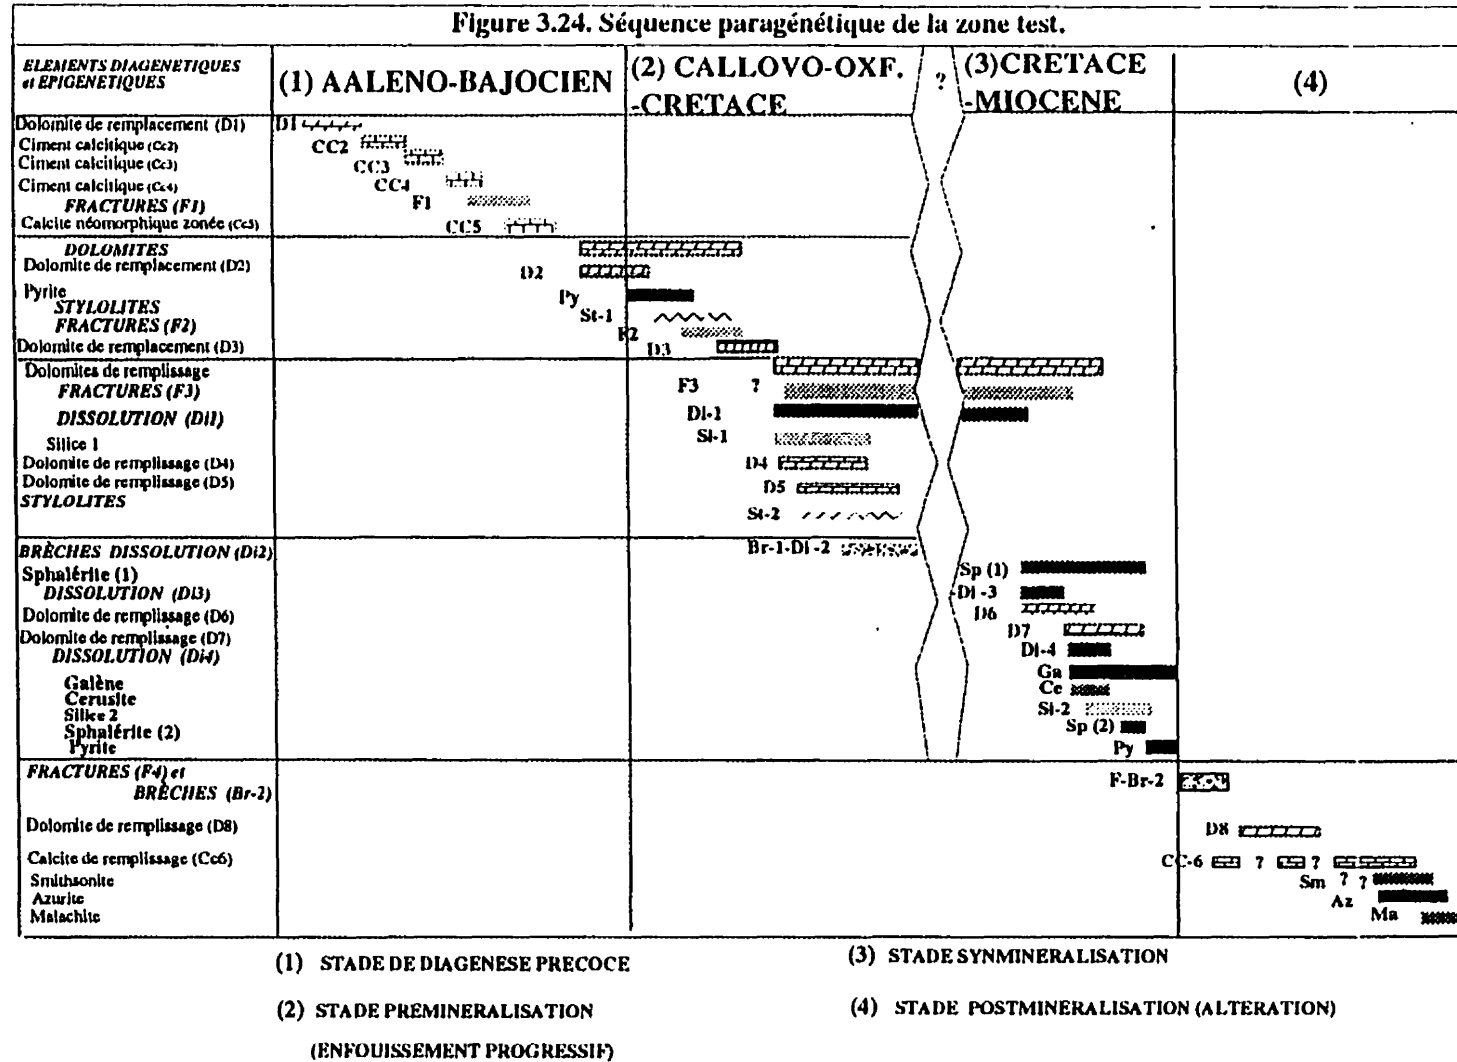 Figure 3.24. Séquence paragénétique de la zone test.
ELEMENTS DIAGENETIQUES
et EPIGENETIQUES
(1) AALENO-BAJOCIEN
(2) CALLOVO-OXF.
-CRETACE
?
(3)CRETACE
-MIOCENE
(4)
Dolomite de remplacement (D1)
D1
Ciment calcitique (Cc2)
CC2
Ciment calcitique (Cc3)
CC3
Ciment calcitique (Cc4)
CC4
FRACTURES (F1)
F1
Calcite néomorphique zonée (Cc5)
CC5
DOLOMITES
Dolomite de remplacement (D2)
D2
Pyrite
Py
STYLOLITES
St-1
FRACTURES (F2)
F2
Dolomite de remplacement (D3)
D3
Dolomites de remplissage
FRACTURES (F3)
F3 ?
DISSOLUTION (Di1)
Di-1
Silice 1
Si-1
Dolomite de remplissage (D4)
D4
Dolomite de remplissage (D5)
D5
STYLOLITES
St-2
BRÈCHES DISSOLUTION (Di2)
Br-1-Di-2
Sphalérite (1)
Sp (1)
DISSOLUTION (Di3)
-Di-3
Dolomite de remplissage (D6)
D6
Dolomite de remplissage (D7)
D7
DISSOLUTION (Di4)
Di-4
Galène
Ga
Cerusite
Ce
Silice 2
Si-2
Sphalérite (2)
Sp (2)
Pyrite
Py
FRACTURES (F4) et
BRÈCHES (Br-2)
F-Br-2
Dolomite de remplissage (D8)
D8
Calcite de remplissage (Cc6)
CC-6 ? ?
Smithsonite
Sm ? ?
Azurite
Az
Malachite
Ma
(1) STADE DE DIAGENESE PRECOCE
(2) STADE PREMINERALISATION
(ENFOUISSEMENT PROGRESSIF)
(3) STADE SYNMINERALISATION
(4) STADE POSTMINERALISATION (ALTERATION)